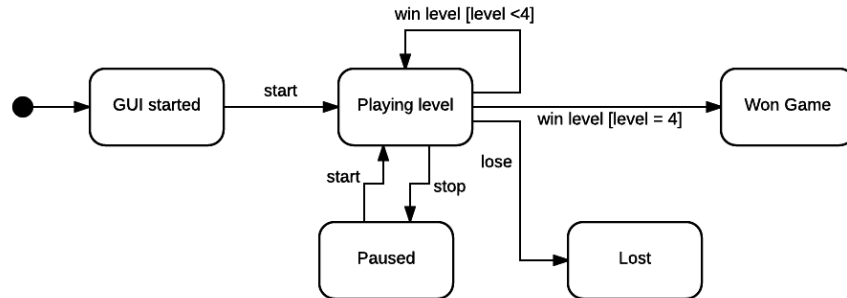 win level [level <4]
GUI started
start
Playing level
Won Game
win level [level = 4]
start
stop
lose
Paused
Lost